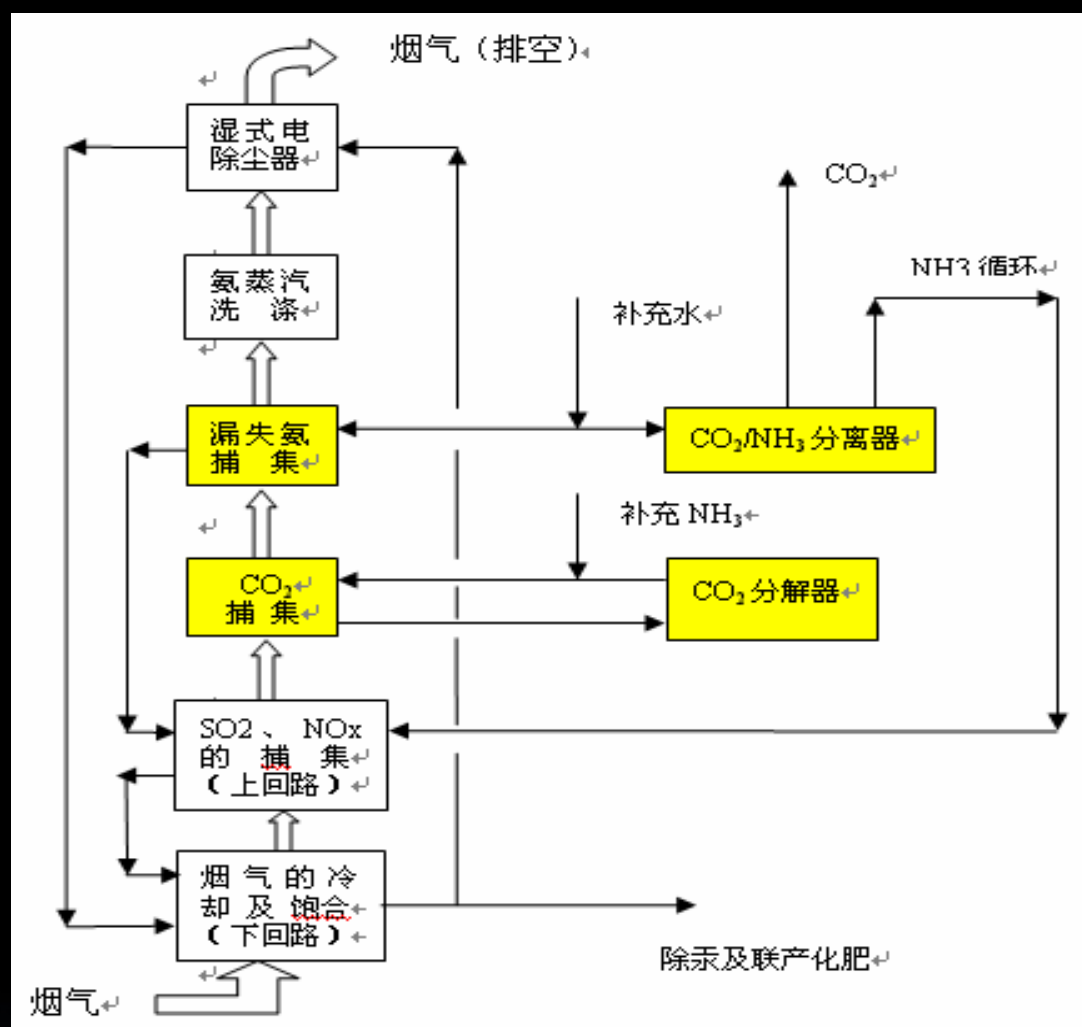 烟气（排空）
湿式电
除尘器
CO₂
NH3 循环
氨蒸汽
洗 涤
补充水
漏失氨
捕 集
CO₂/NH₃ 分离器
补充 NH₃
CO₂
捕 集
CO₂ 分解器
SO2、 NOx
的 捕 集
（上回路）
烟 气 的 冷
却 及 饱合
（下回路）
除汞及联产化肥
烟气